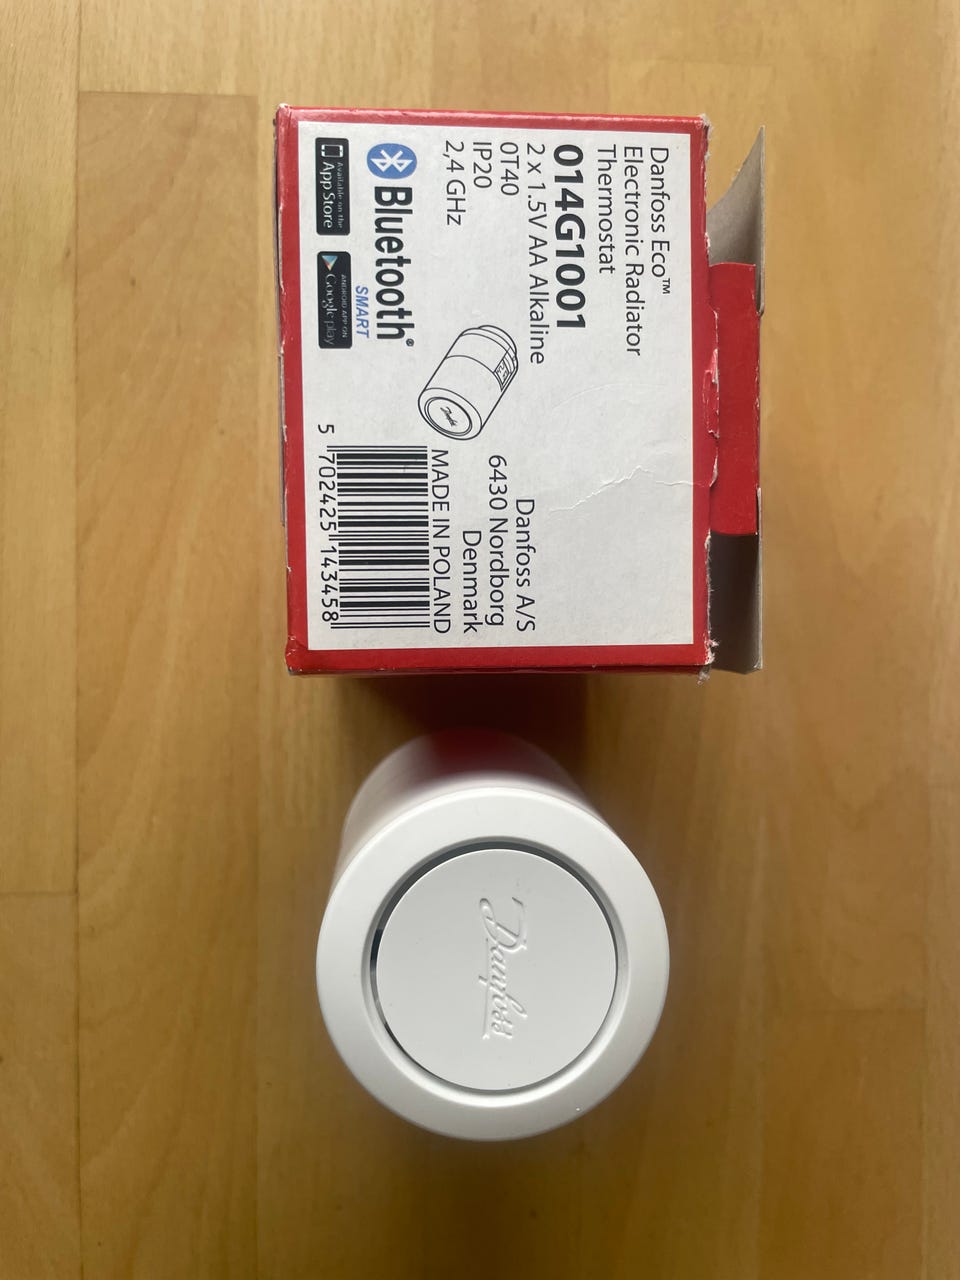 Danfoss Eco™
Electronic Radiator
Thermostat
014G1001
2 x 1.5V AA Alkaline
0T40
IP20
2,4 GHz
Bluetooth®
SMART
Available on the
App Store
ANDROID APP ON
Google play
Danfoss
Danfoss A/S
6430 Nordborg
Denmark
MADE IN POLAND
5 702425 143458
Danfoss